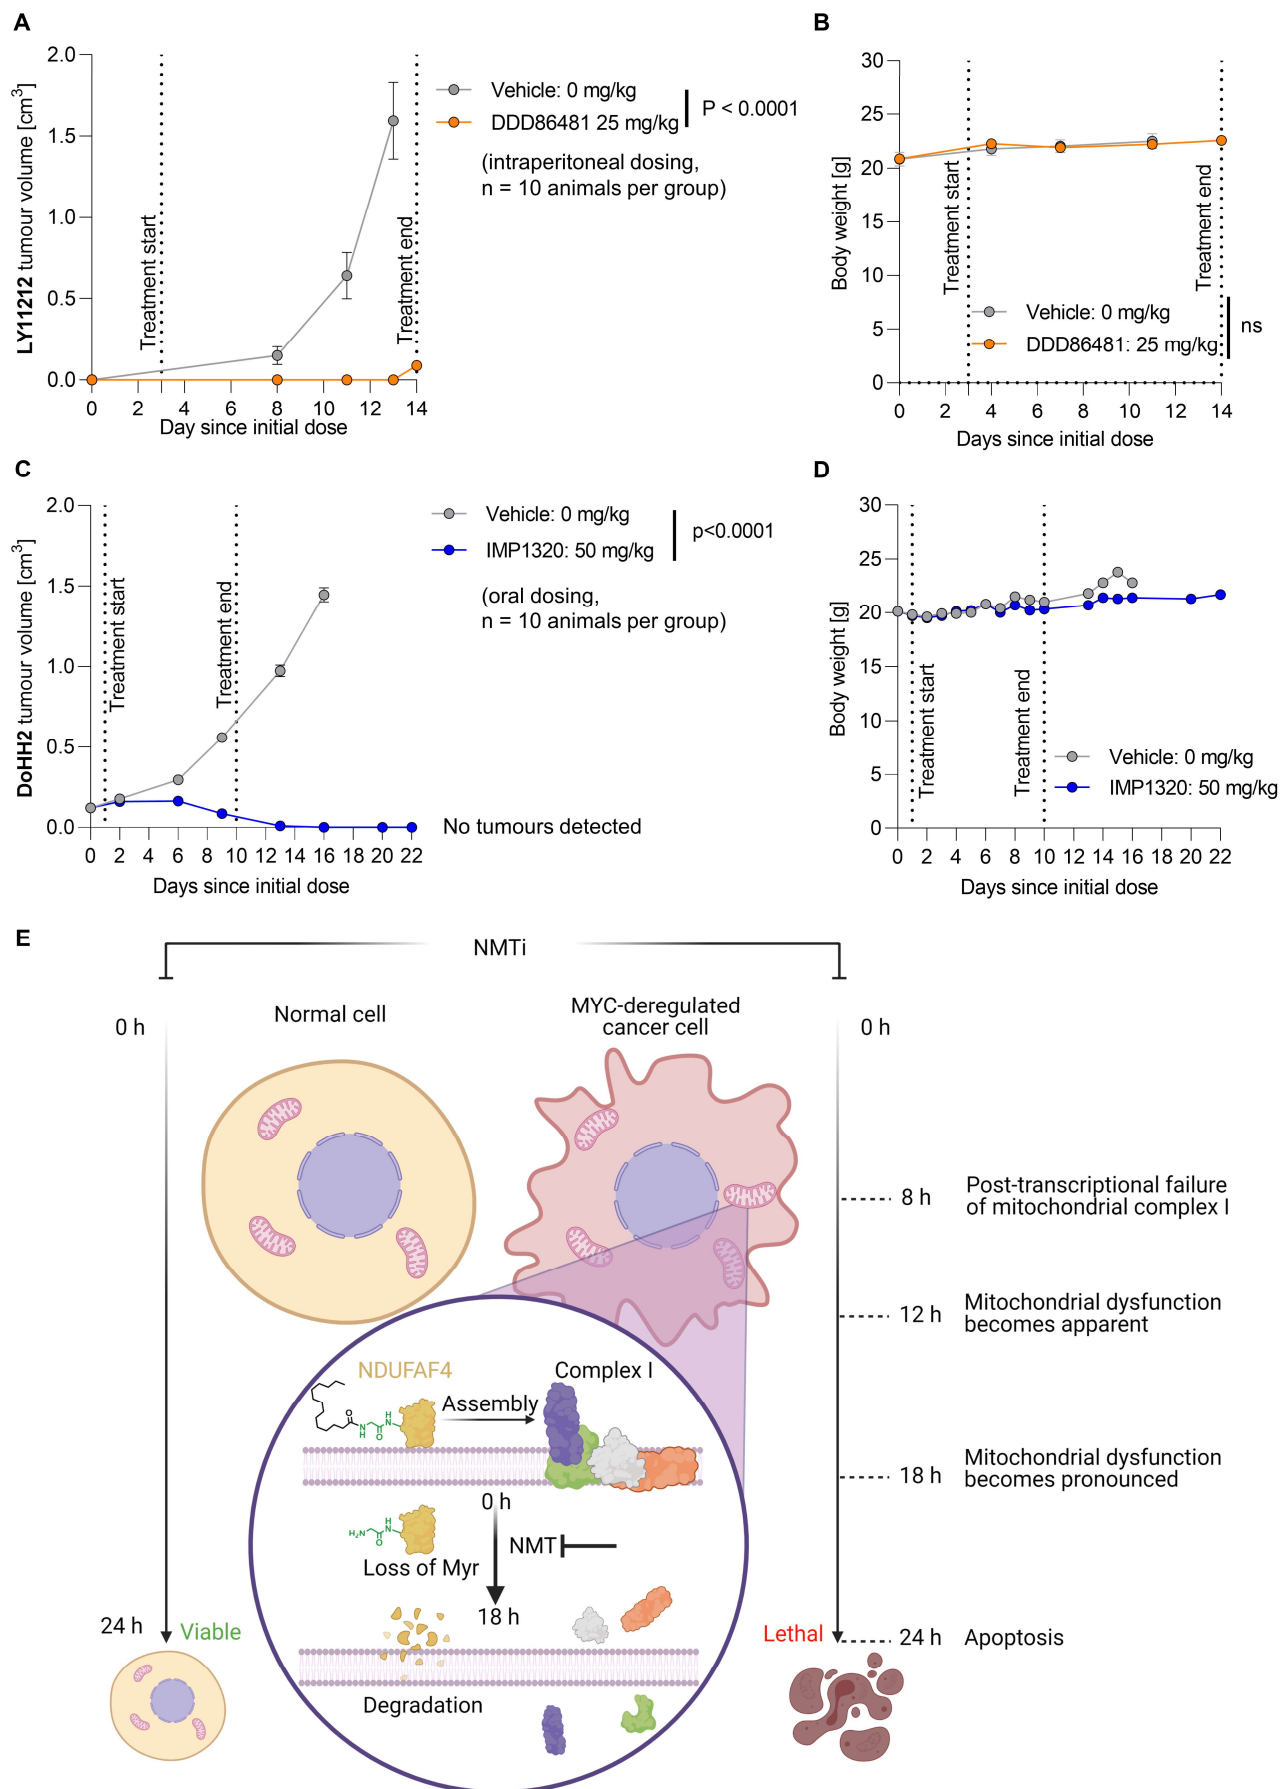 A
LY11212 tumour volume [cm³]
2.0
1.5
1.0
0.5
0.0
Treatment start
Treatment end
0 2 4 6 8 10 12 14
Day since initial dose
Vehicle: 0 mg/kg
DDD86481 25 mg/kg
P < 0.0001
(intraperitoneal dosing,
n = 10 animals per group)
B
Body weight [g]
30
25
20
15
10
5
0
Treatment start
Treatment end
Vehicle: 0 mg/kg
DDD86481: 25 mg/kg
ns
0 2 4 6 8 10 12 14
Days since initial dose
C
DoHH2 tumour volume [cm³]
2.0
1.5
1.0
0.5
0.0
Treatment start
Treatment end
0 2 4 6 8 10 12 14 16 18 20 22
Days since initial dose
Vehicle: 0 mg/kg
IMP1320: 50 mg/kg
p<0.0001
(oral dosing,
n = 10 animals per group)
No tumours detected
D
Body weight [g]
30
25
20
15
10
5
0
Treatment start
Treatment end
Vehicle: 0 mg/kg
IMP1320: 50 mg/kg
0 2 4 6 8 10 12 14 16 18 20 22
Days since initial dose
E
NMTi
Normal cell
MYC-deregulated
cancer cell
0 h
0 h
8 h
Post-transcriptional failure
of mitochondrial complex I
12 h
Mitochondrial dysfunction
becomes apparent
18 h
Mitochondrial dysfunction
becomes pronounced
NDUFAF4
Assembly
Complex I
O
N
H
O
H
N
0 h
H₂N
O
H
N
Loss of Myr
NMT
18 h
Degradation
24 h
Viable
Lethal
24 h
Apoptosis